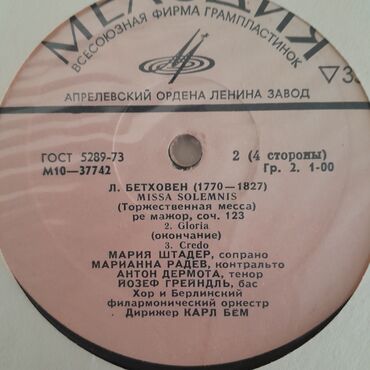 МЕЛОДИЯ
ВСЕСОЮЗНАЯ ФИРМА ГРАМПЛАСТИНОК
АПРЕЛЕВСКИЙ ОРДЕНА ЛЕНИНА ЗАВОД
ГОСТ 5289-73
М10—37742
2 (4 стороны)
Гр. 2. 1-00
Л. БЕТХОВЕН (1770—1827)
MISSA SOLEMNIS
(Торжественная месса)
ре мажор, соч. 123
2. Gloria
(окончание)
3. Credo
МАРИЯ ШТАДЕР, сопрано
МАРИАННА РАДЕВ, контральто
АНТОН ДЕРМОТА, тенор
ЙОЗЕФ ГРЕЙНДЛЬ, бас
Хор и Берлинский
филармонический оркестр
Дирижер КАРЛ БЁМ